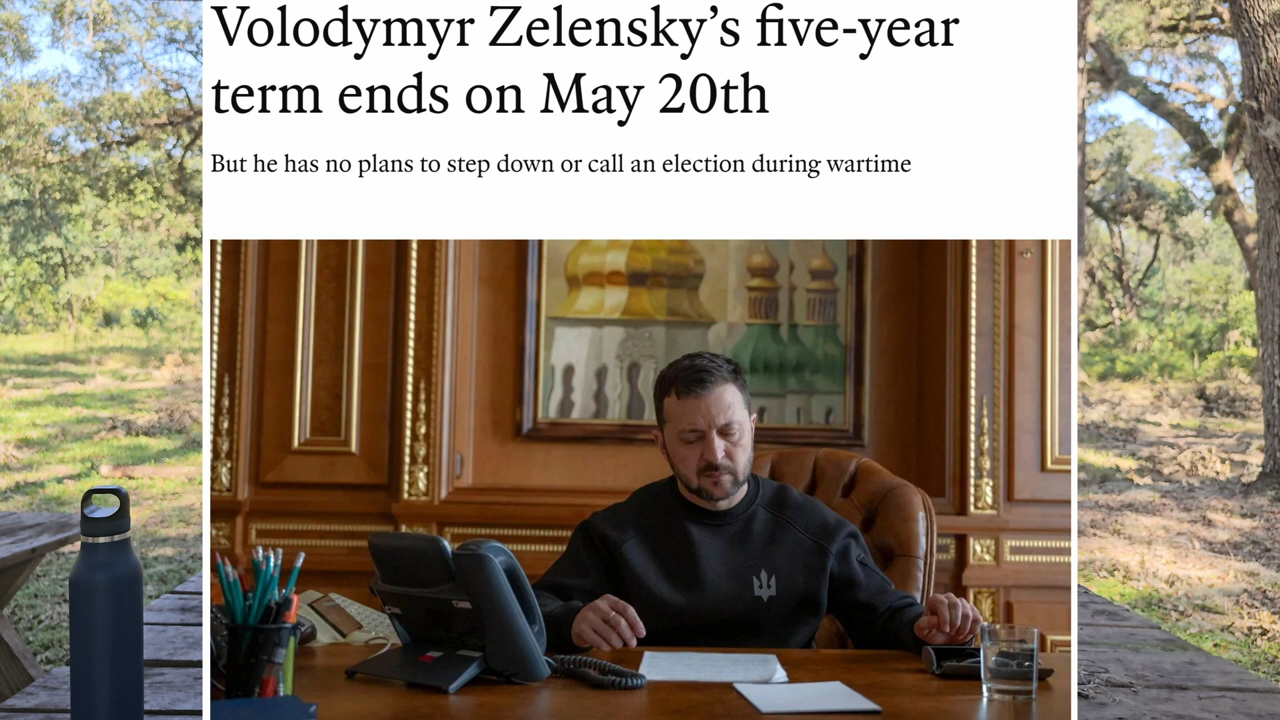 Volodymyr Zelensky’s five-year
term ends on May 20th
But he has no plans to step down or call an election during wartime